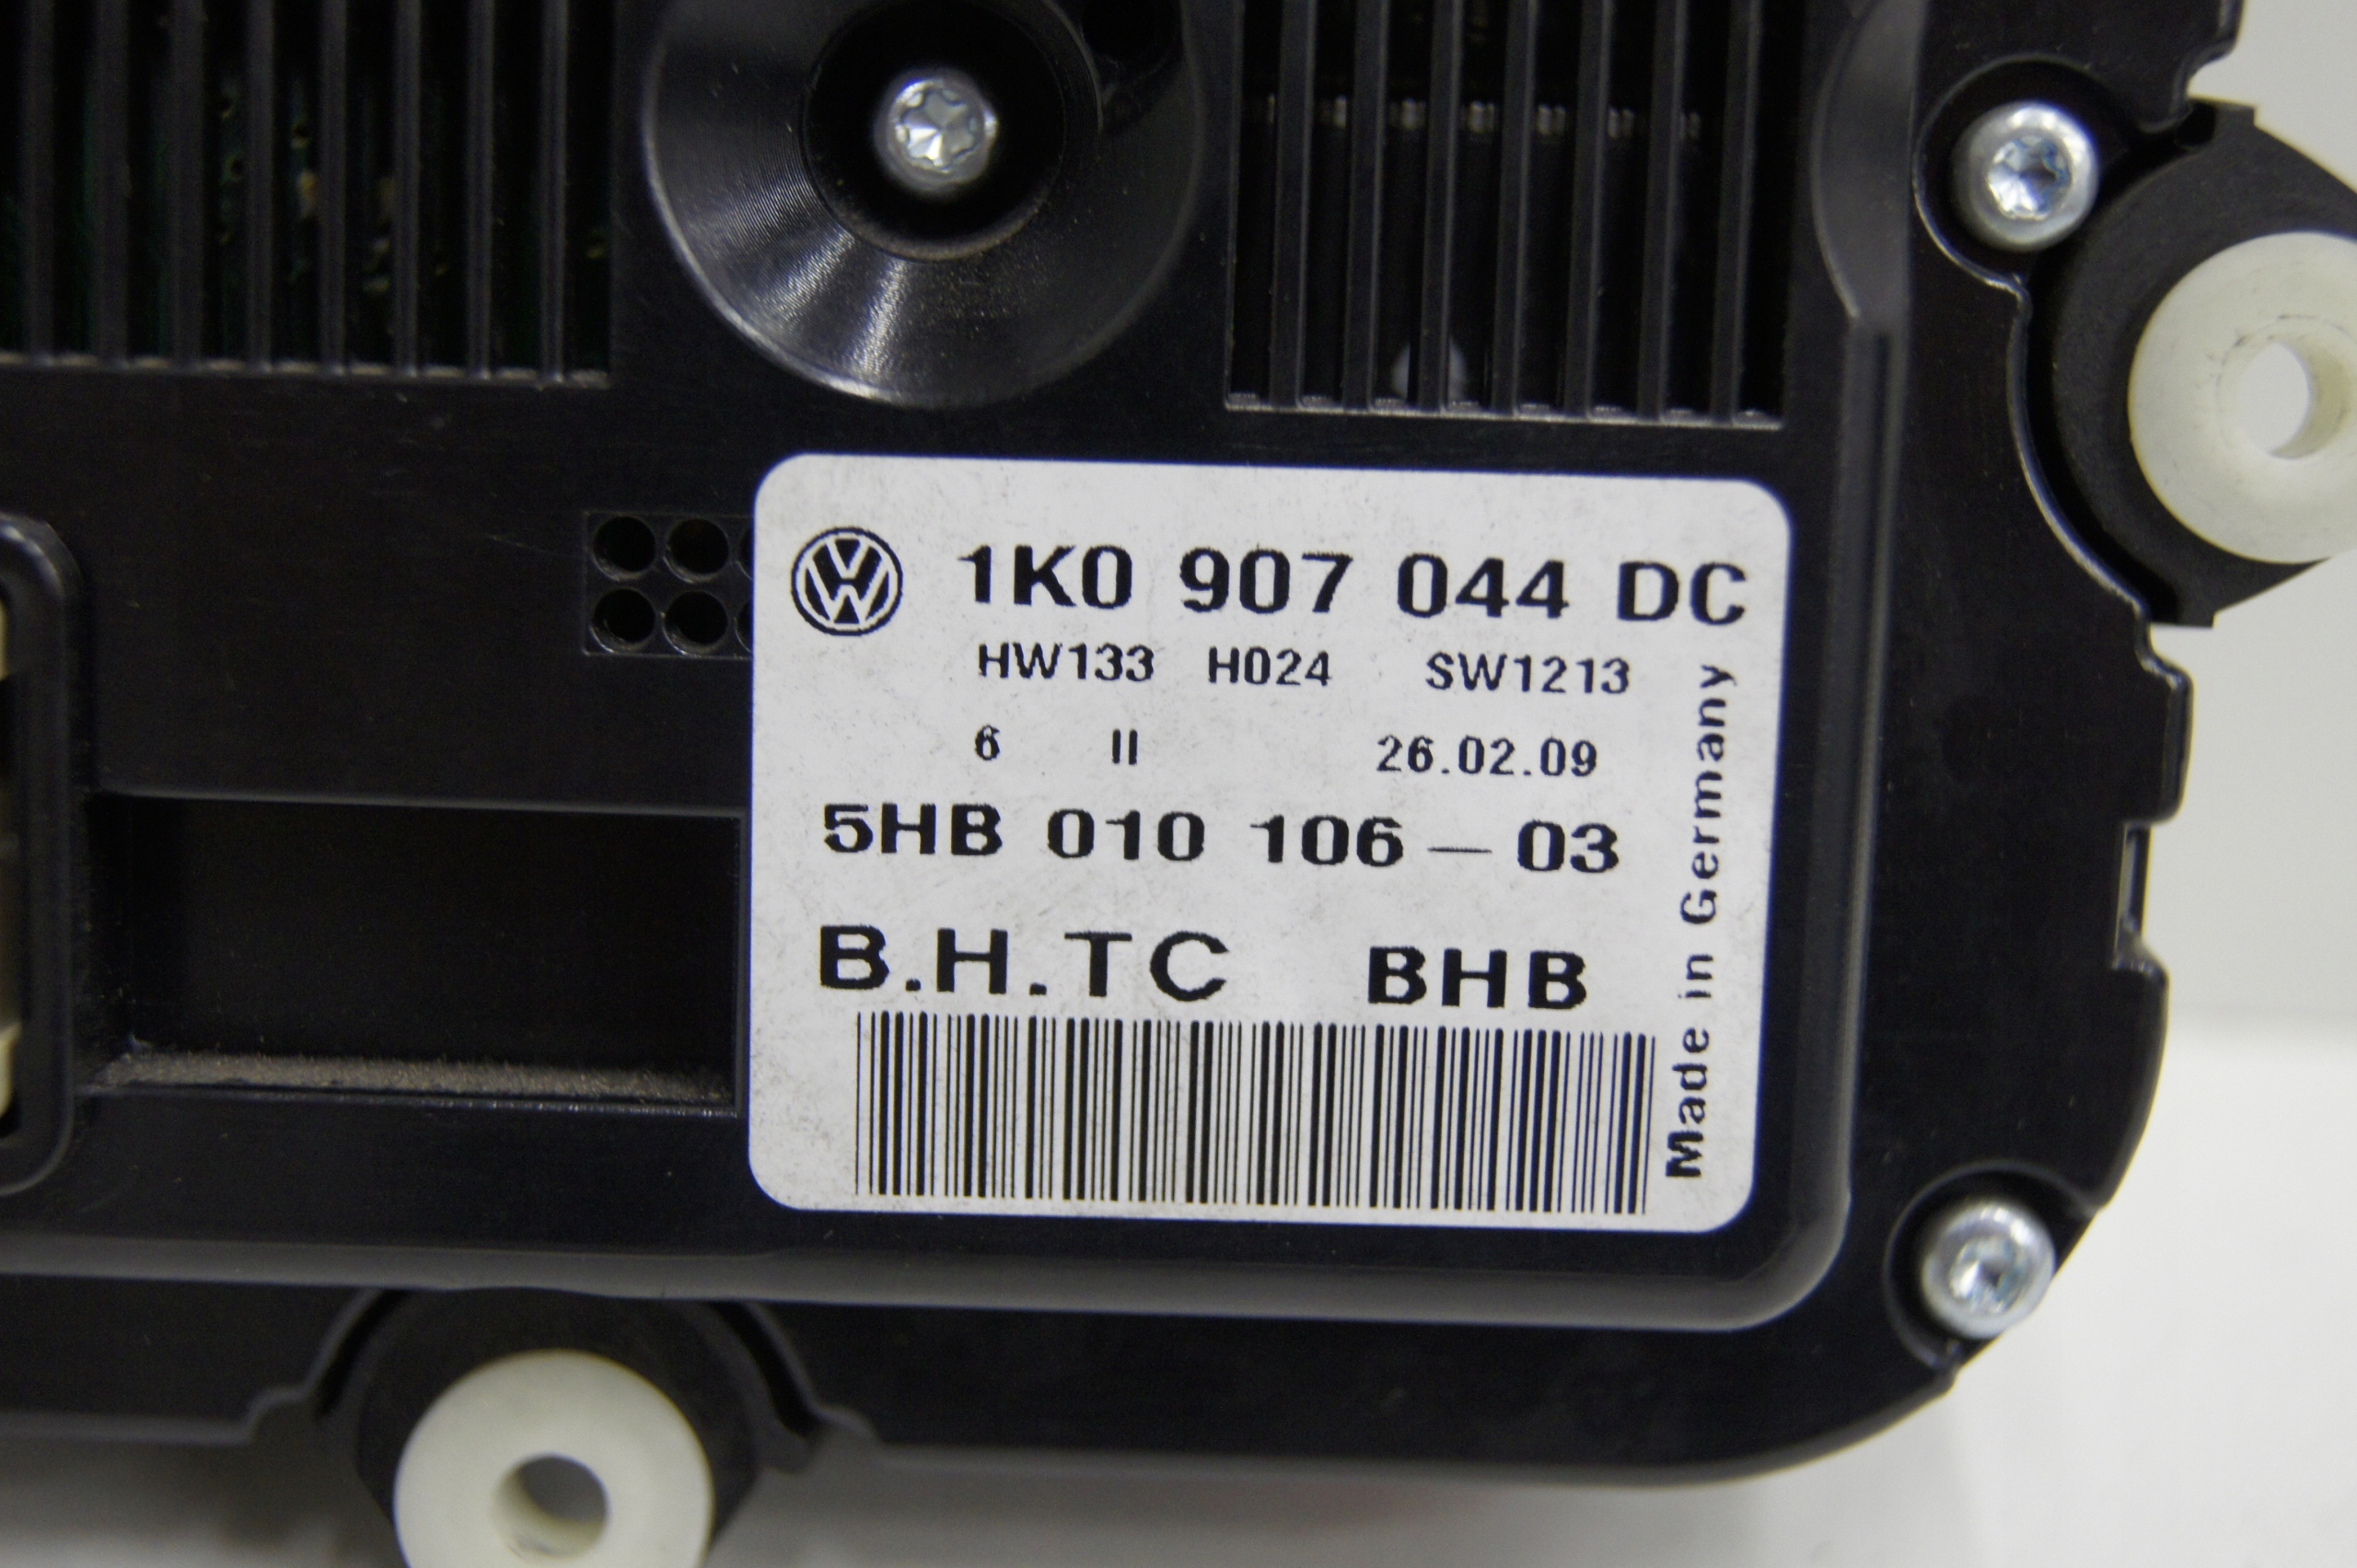 1K0 907 044 DC
HW133 H024 SW1213
6 II 26.02.09
5HB 010 106 — 03
B.H.TC BHB
Made in Germany